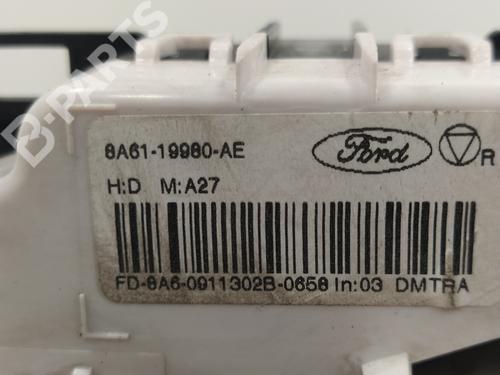 B-PARTS
8A61-19980-AE
Ford
R
H:D M:A27
FD-8A6-0911302B-0658 In:03 DMTRA